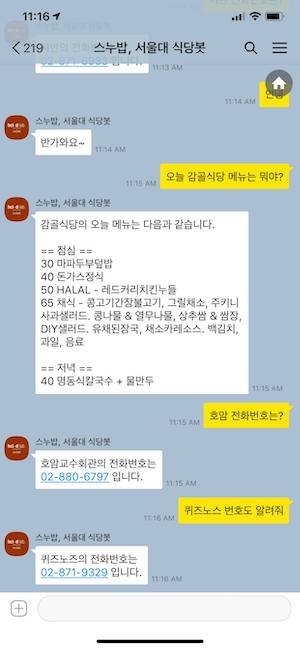 11:16
219
스누밥, 서울대 식당봇
02-871-6933 입니다.
11:13 AM
안녕
11:14 AM
스누밥, 서울대 식당봇
반가와요~
11:14 AM
오늘 감골식당 메뉴는 뭐야?
11:15 AM
스누밥, 서울대 식당봇
감골식당의 오늘 메뉴는 다음과 같습니다.
== 점심 ==
30 마파두부덮밥
40 돈가스정식
50 HALAL - 레드커리치킨누들
65 채식 - 콩고기간장불고기, 그릴채소, 주키니
사과샐러드. 콩나물 & 열무나물, 상추쌈 & 쌈장,
DIY샐러드. 유채된장국, 채소카레소스. 백김치,
과일, 음료
== 저녁 ==
40 명동식칼국수 + 물만두
11:15 AM
호암 전화번호는?
11:15 AM
스누밥, 서울대 식당봇
호암교수회관의 전화번호는
02-880-6797 입니다.
11:15 AM
퀴즈노스 번호도 알려줘
11:16 AM
스누밥, 서울대 식당봇
퀴즈노즈의 전화번호는
02-871-9329 입니다.
11:16 AM